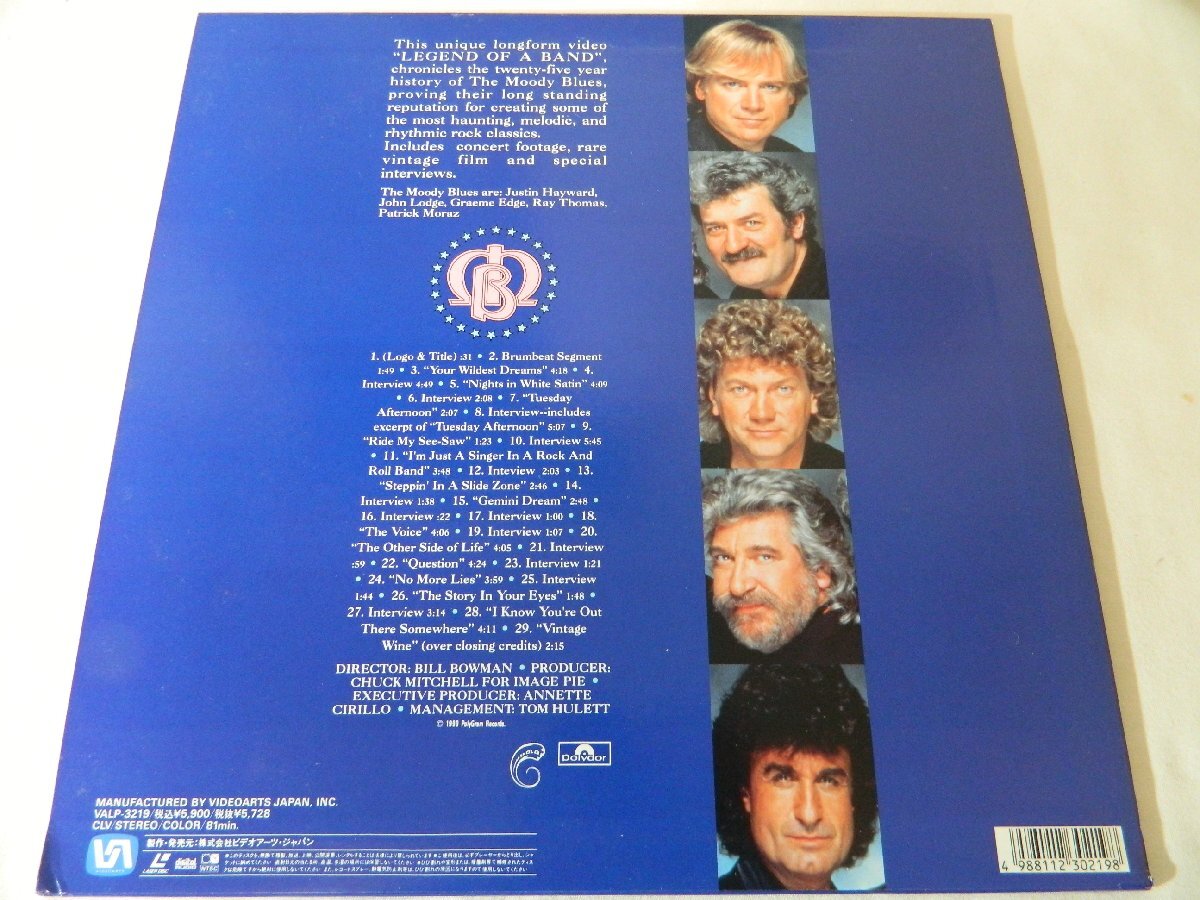 This unique longform video
"LEGEND OF A BAND",
chronicles the twenty-five year
history of The Moody Blues,
proving their long standing
reputation for creating some of
the most haunting, melodic, and
rhythmic rock classics.
Includes concert footage, rare
vintage film and special
interviews.
The Moody Blues are: Justin Hayward,
John Lodge, Graeme Edge, Ray Thomas,
Patrick Moraz
MB
1. (Logo & Title) :31 • 2. Brumbeat Segment
1:49 • 3. "Your Wildest Dreams" 4:18 • 4.
Interview 4:49 • 5. "Nights in White Satin" 4:09
• 6. Interview 2:08 • 7. "Tuesday
Afternoon" 2:07 • 8. Interview--includes
excerpt of "Tuesday Afternoon" 5:07 • 9.
"Ride My See-Saw" 1:23 • 10. Interview 5:45
• 11. "I'm Just A Singer In A Rock And
Roll Band" 3:48 • 12. Inteview 2:03 • 13.
"Steppin' In A Slide Zone" 2:46 • 14.
Interview 1:38 • 15. "Gemini Dream" 2:48 •
16. Interview :22 • 17. Interview 1:00 • 18.
"The Voice" 4:06 • 19. Interview 1:07 • 20.
"The Other Side of Life" 4:05 • 21. Interview
:59 • 22. "Question" 4:24 • 23. Interview 1:21
• 24. "No More Lies" 3:59 • 25. Interview
1:44 • 26. "The Story In Your Eyes" 1:48 •
27. Interview 3:14 • 28. "I Know You're Out
There Somewhere" 4:11 • 29. "Vintage
Wine" (over closing credits) 2:15
DIRECTOR: BILL BOWMAN • PRODUCER:
CHUCK MITCHELL FOR IMAGE PIE •
EXECUTIVE PRODUCER: ANNETTE
CIRILLO • MANAGEMENT: TOM HULETT
© 1990 PolyGram Records.
Polydor
MANUFACTURED BY VIDEOARTS JAPAN, INC.
VALP-3219/税込¥5,900/税抜¥5,728
CLV/STEREO/COLOR/81min.
製作・発売元:株式会社ビデオアーツ・ジャパン
LASER DISC
NTSC
4 988112 302198